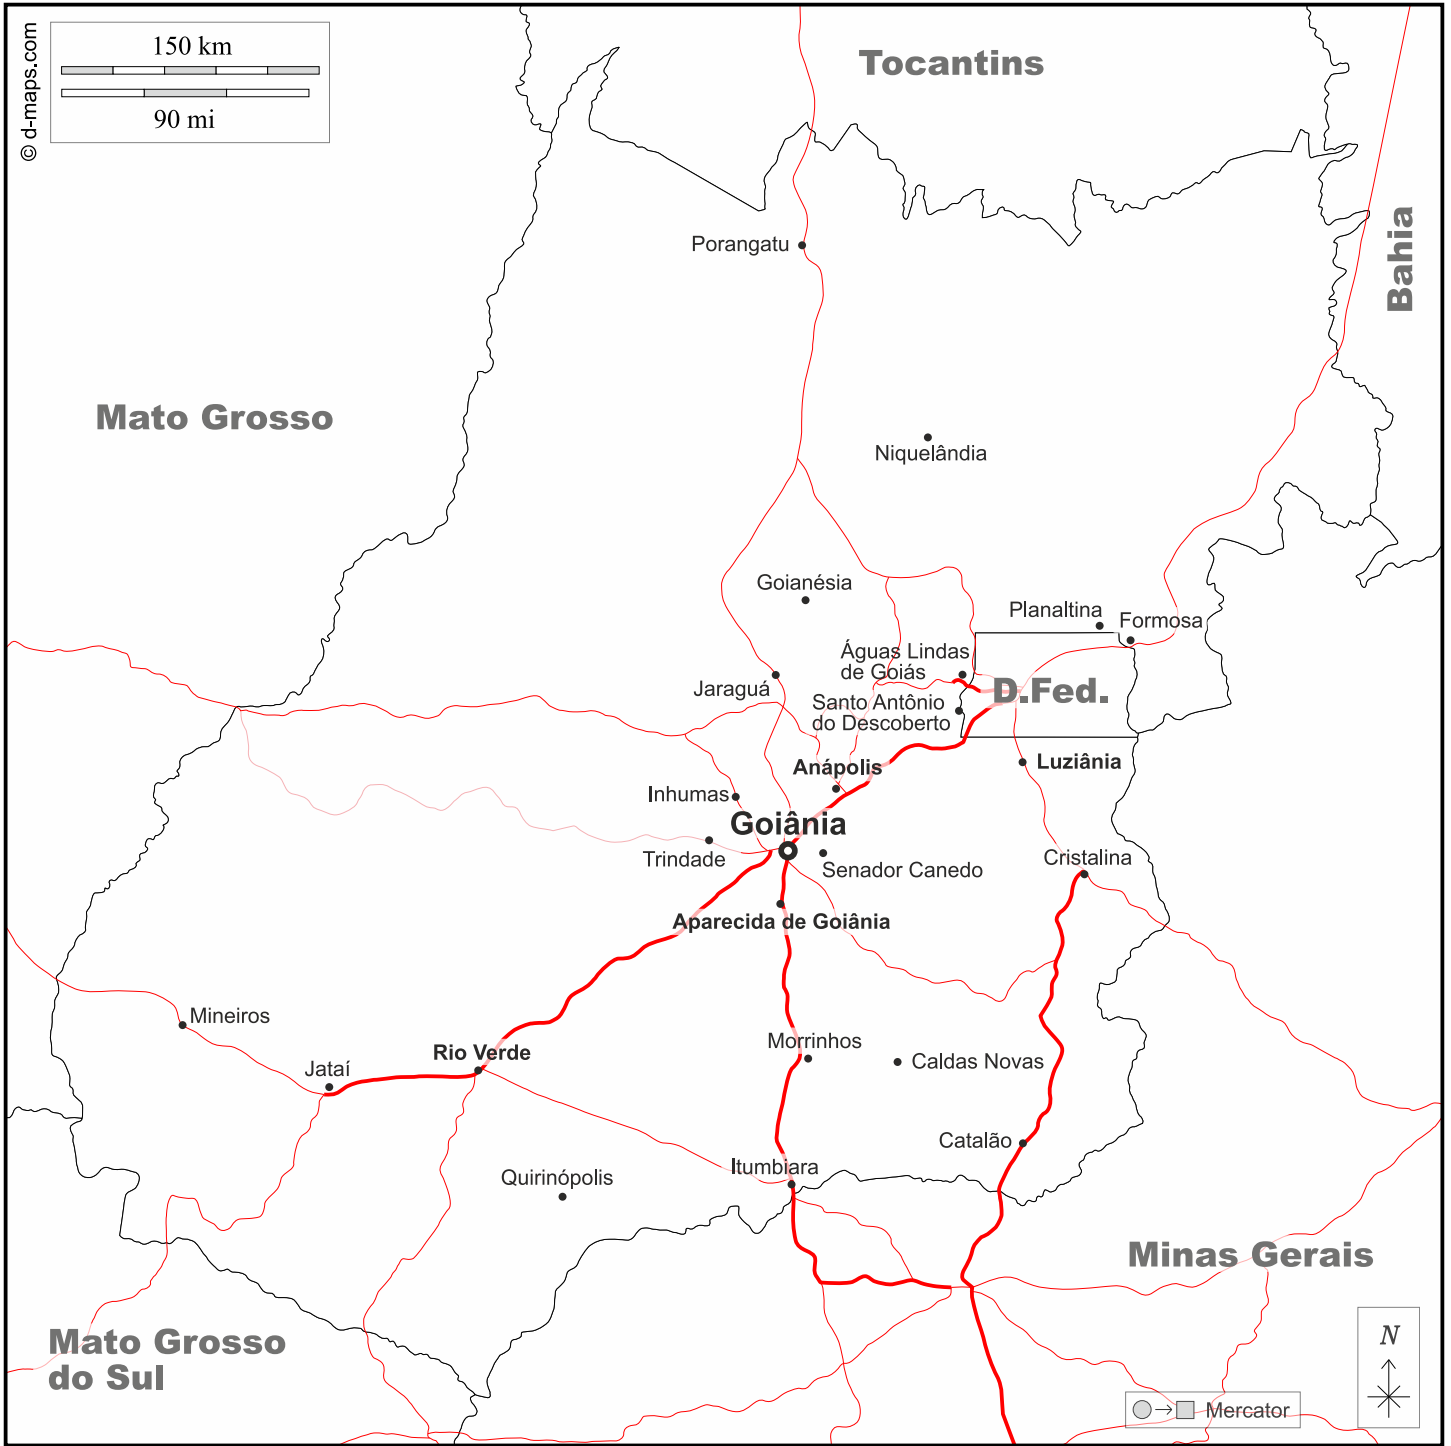 150 km
90 mi
© d-maps.com
Tocantins
Bahia
Porangatu
Mato Grosso
Niquelândia
Goianésia
Planaltina
Formosa
Águas Lindas
de Goiás
Jaraguá
D.Fed.
Santo Antônio
do Descoberto
Luziânia
Anápolis
Inhumas
Goiânia
Trindade
Senador Canedo
Cristalina
Aparecida de Goiânia
Mineiros
Morrinhos
Rio Verde
Caldas Novas
Jataí
Catalão
Itumbiara
Quirinópolis
Minas Gerais
Mato Grosso
do Sul
N
Mercator